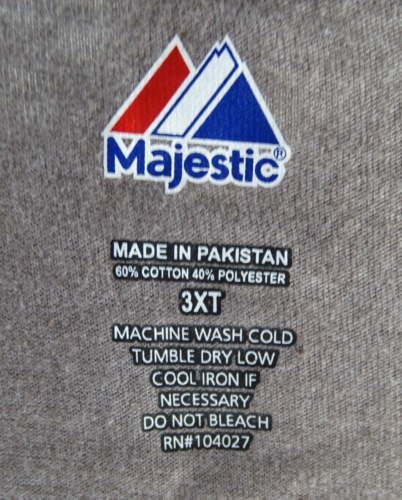 Majestic®
MADE IN PAKISTAN
60% COTTON 40% POLYESTER
3XT
MACHINE WASH COLD
TUMBLE DRY LOW
COOL IRON IF
NECESSARY
DO NOT BLEACH
RN#104027